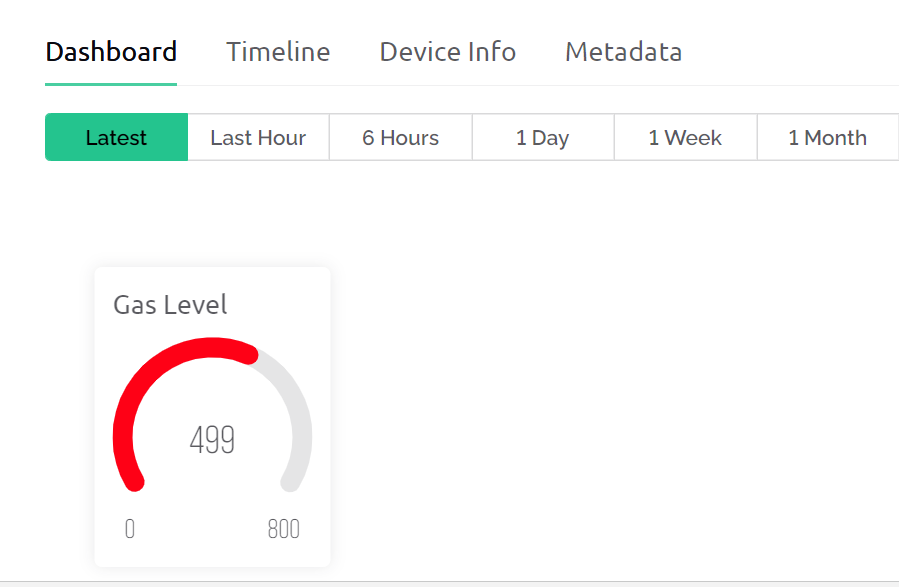 Dashboard Timeline Device Info Metadata
Latest Last Hour 6 Hours 1 Day 1 Week 1 Month
Gas Level
499
0 800